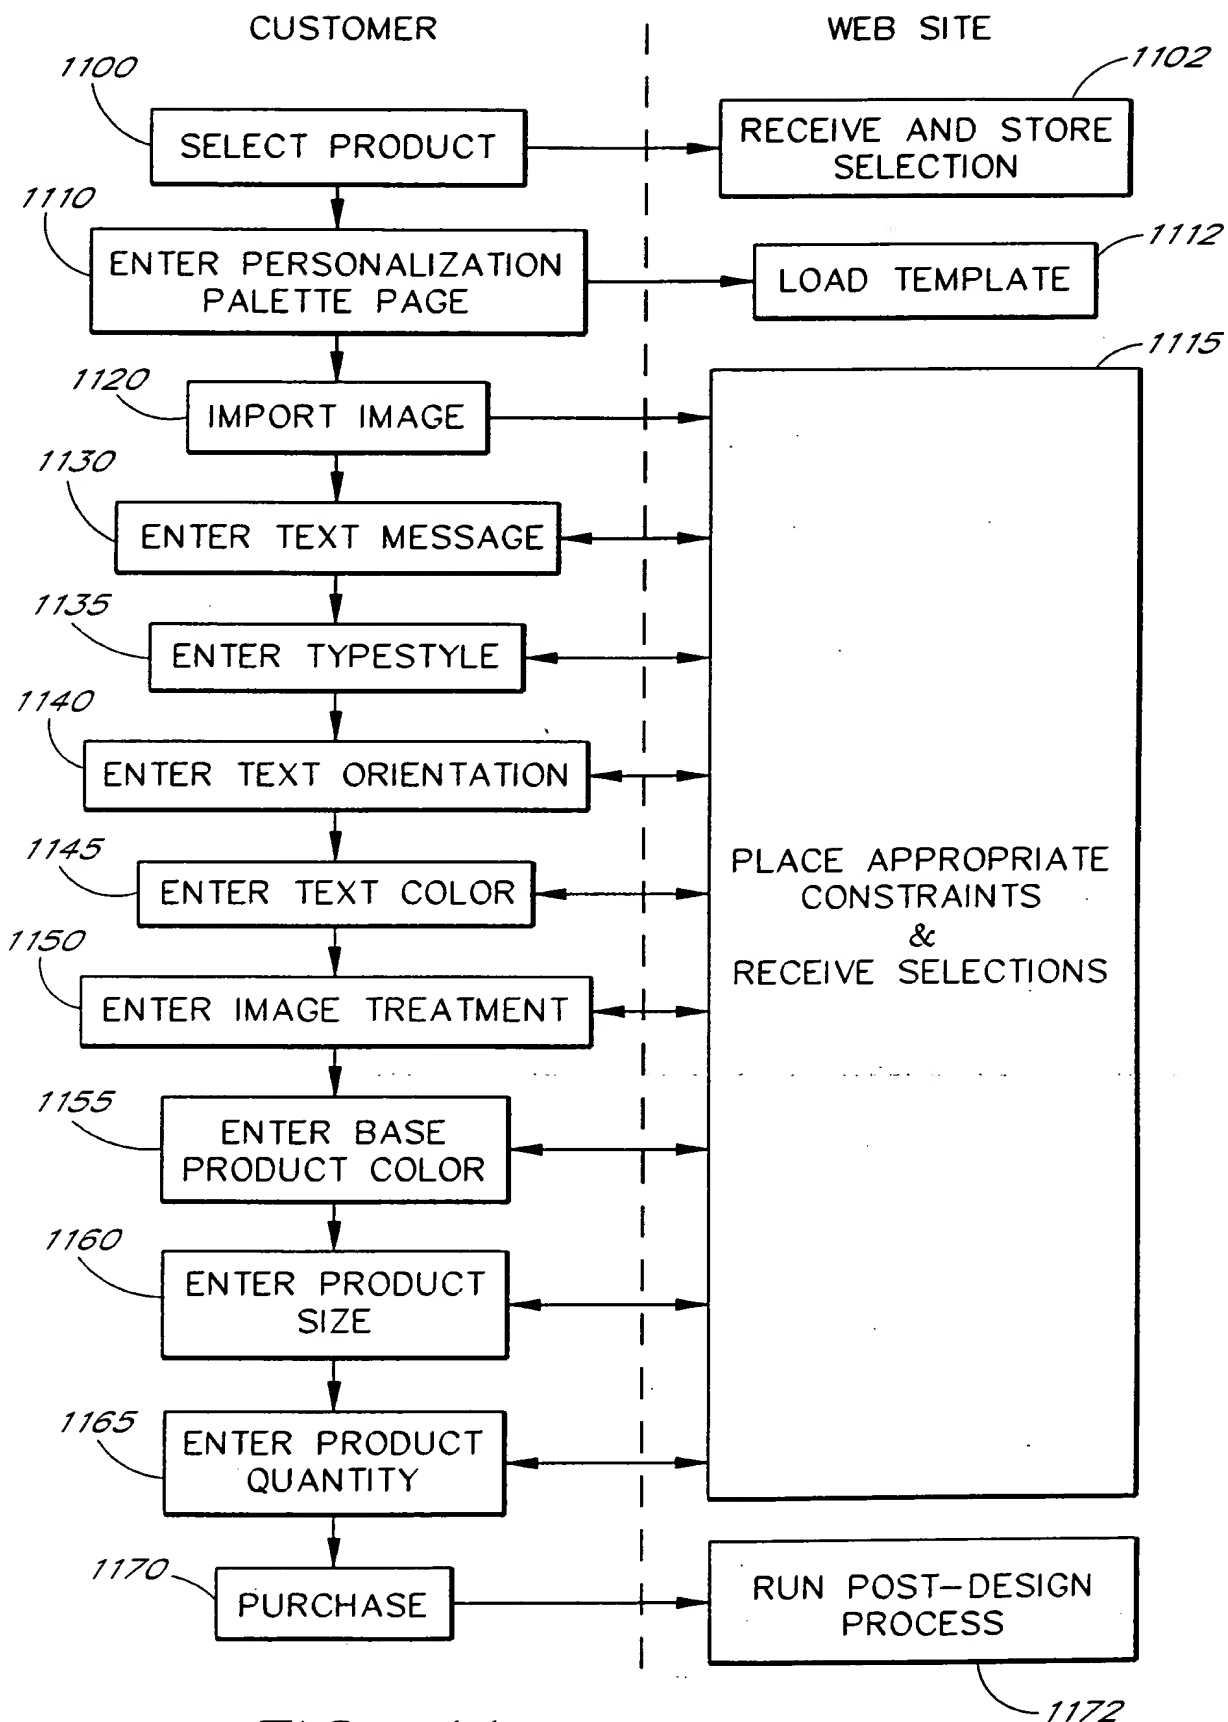 CUSTOMER
WEB SITE
1100
1102
SELECT PRODUCT
RECEIVE AND STORE
SELECTION
1110
1112
ENTER PERSONALIZATION
PALETTE PAGE
LOAD TEMPLATE
1115
1120
IMPORT IMAGE
1130
ENTER TEXT MESSAGE
1135
ENTER TYPESTYLE
1140
ENTER TEXT ORIENTATION
1145
ENTER TEXT COLOR
PLACE APPROPRIATE
CONSTRAINTS
&
RECEIVE SELECTIONS
1150
ENTER IMAGE TREATMENT
1155
ENTER BASE
PRODUCT COLOR
1160
ENTER PRODUCT
SIZE
1165
ENTER PRODUCT
QUANTITY
1170
PURCHASE
RUN POST-DESIGN
PROCESS
1172